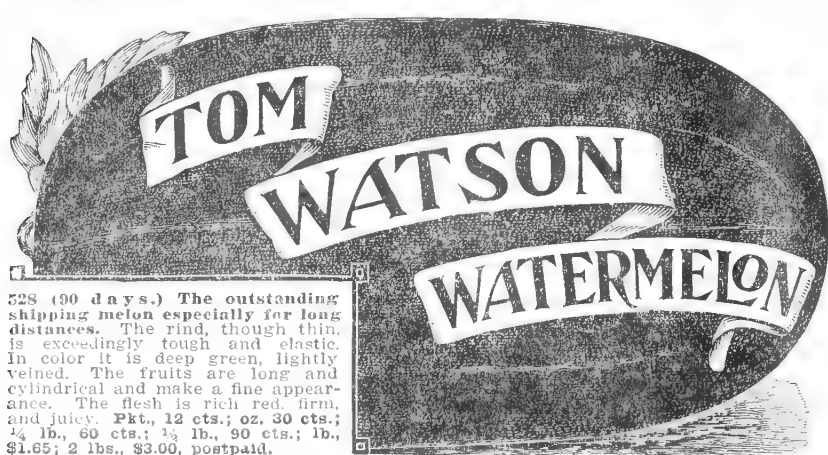 TOM
WATSON
WATERMELON
528 (90 days.) The outstanding
shipping melon especially for long
distances. The rind, though thin,
is exceedingly tough and elastic.
In color it is deep green, lightly
veined. The fruits are long and
cylindrical and make a fine appear-
ance. The flesh is rich red, firm,
and juicy. Pkt., 12 cts.; oz. 30 cts.;
¼ lb., 60 cts.; ½ lb., 90 cts.; lb.,
$1.65; 2 lbs., $3.00, postpaid.